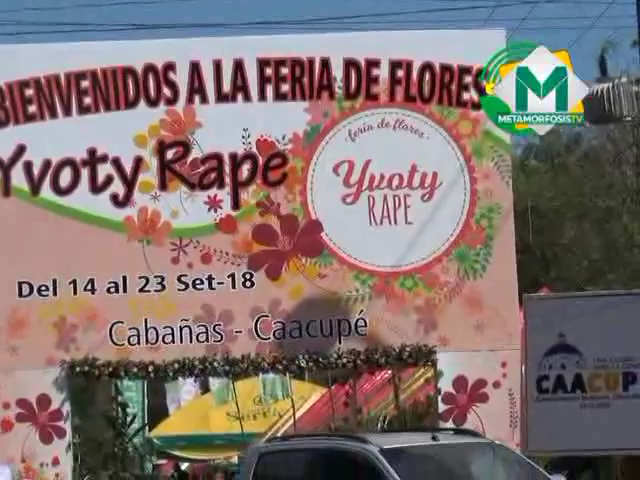 BIENVENIDOS A LA FERIA DE FLORES
Yvoty Rape
feria de flores
Yvoty
RAPE
Del 14 al 23 Set-18
Cabañas - Caacupé
M
METAMORFOSISTV
CAACUP